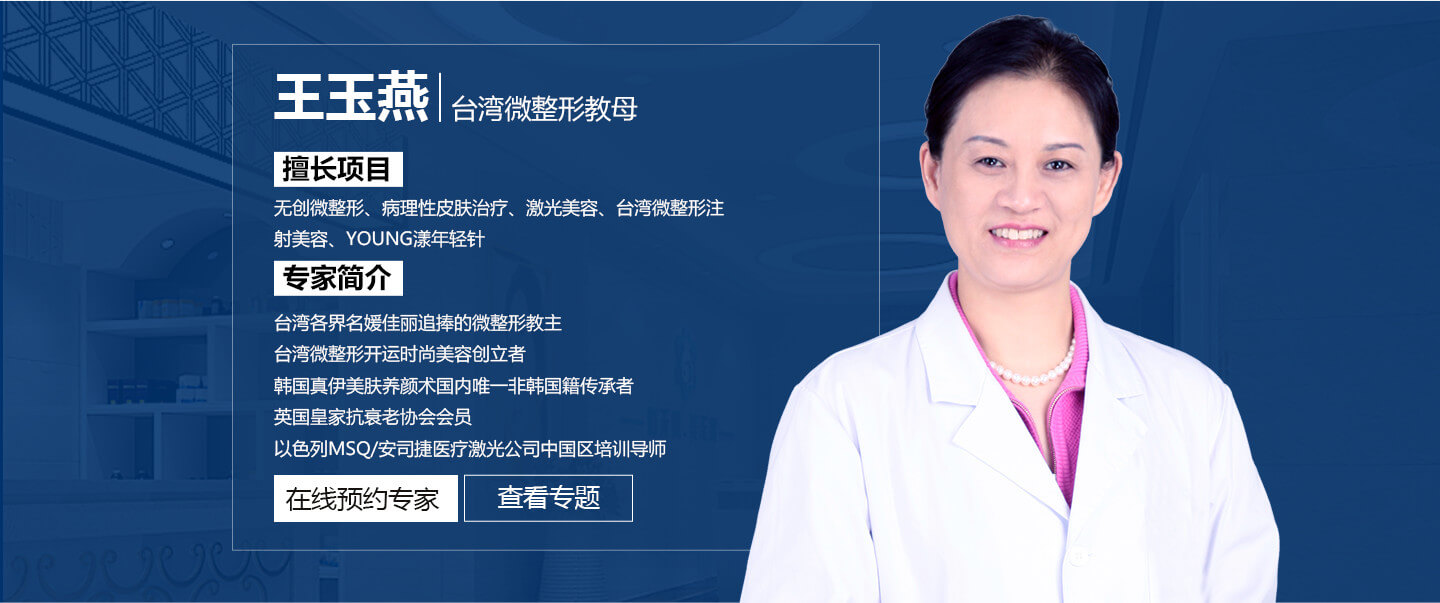 王玉燕 台湾微整形教母
擅长项目
无创微整形、病理性皮肤治疗、激光美容、台湾微整形注
射美容、YOUNG漾年轻针
专家简介
台湾各界名媛佳丽追捧的微整形教主
台湾微整形开运时尚美容创立者
韩国真伊美肤养颜术国内唯一非韩国籍传承者
英国皇家抗衰老协会会员
以色列MSQ/安司捷医疗激光公司中国区培训导师
在线预约专家 查看专题